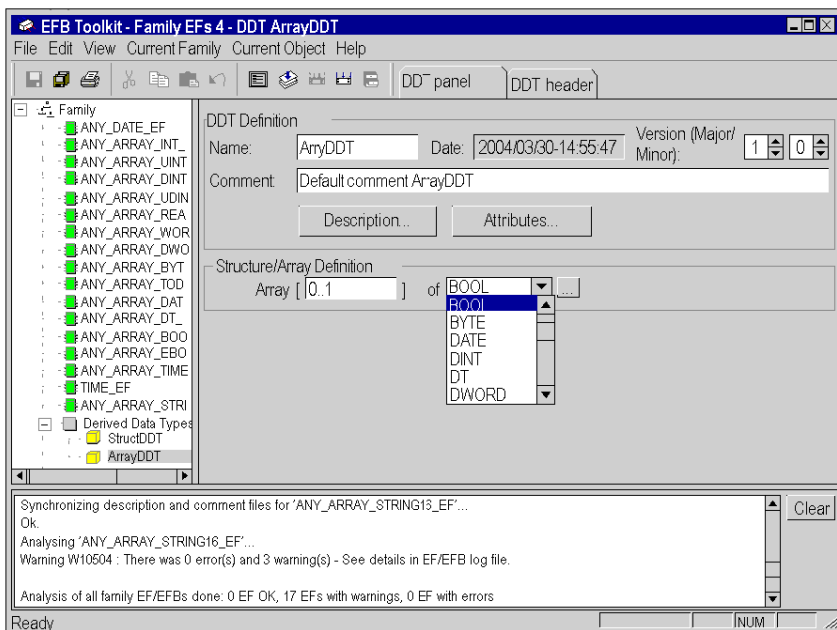 EFB Toolkit - Family EFs 4 - DDT ArrayDDT
File Edit View Current Family Current Object Help
DDT panel
DDT header
Family
ANY_DATE_EF
ANY_ARRAY_INT_
ANY_ARRAY_UINT
ANY_ARRAY_DINT
ANY_ARRAY_UDIN
ANY_ARRAY_REA
ANY_ARRAY_WOR
ANY_ARRAY_DWO
ANY_ARRAY_BYT
ANY_ARRAY_TOD
ANY_ARRAY_DAT
ANY_ARRAY_DT_
ANY_ARRAY_BOO
ANY_ARRAY_EBO
ANY_ARRAY_TIME
TIME_EF
ANY_ARRAY_STRI
Derived Data Types
StructDDT
ArrayDDT
DDT Definition
Name: ArryDDT Date: 2004/03/30-14:55:47 Version (Major/
Minor): 1 0
Comment: Default comment ArrayDDT
Description... Attributes...
Structure/Array Definition
Array [ 0..1 ] of BOOL ...
BOOL
BYTE
DATE
DINT
DT
DWORD
Synchronizing description and comment files for 'ANY_ARRAY_STRING16_EF'...
Ok.
Analysing 'ANY_ARRAY_STRING16_EF'...
Warning W10504 : There was 0 error(s) and 3 warning(s) - See details in EF/EFB log file.
Analysis of all family EF/EFBs done: 0 EF OK, 17 EFs with warnings, 0 EF with errors
Clear
Ready
NUM